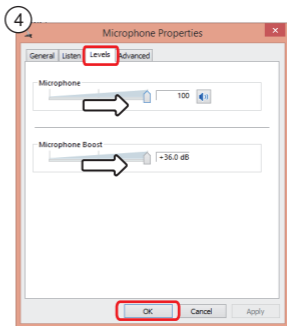 4
Microphone Properties
General Listen Levels Advanced
Microphone
100
Microphone Boost
+36.0 dB
OK Cancel Apply